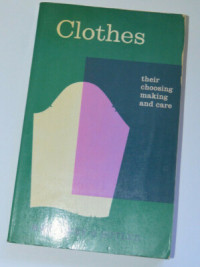 Clothes
their
choosing
making
and care